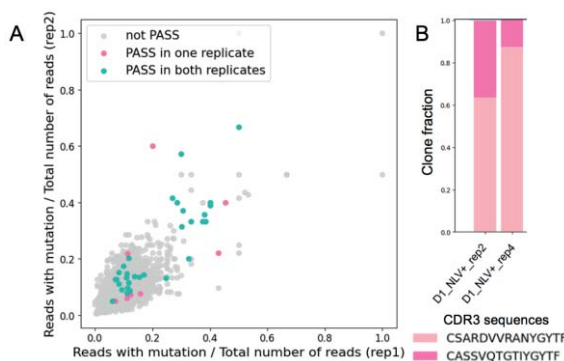 A
not PASS
PASS in one replicate
PASS in both replicates
Reads with mutation / Total number of reads (rep2)
1.0
0.8
0.6
0.4
0.2
0.0
0.0 0.2 0.4 0.6 0.8 1.0
Reads with mutation / Total number of reads (rep1)
B
Clone fraction
1.0
0.8
0.6
0.4
0.2
0.0
D1_NLV*_rep2
D1_NLV*_rep4
CDR3 sequences
CSARDVVRANYGYTF
CASSVQTGTIYGYTF